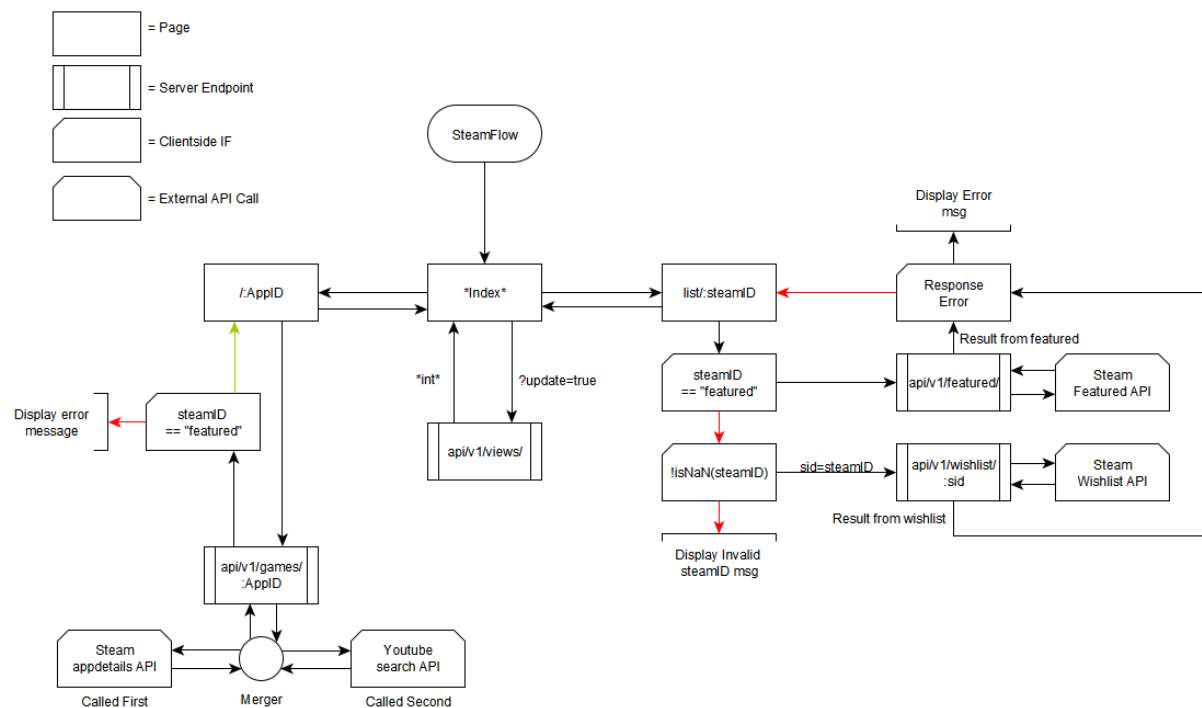 = Page
= Server Endpoint
= Clientside IF
= External API Call
SteamFlow
Display Error
msg
/:AppID
*Index*
list/:steamID
Response
Error
Result from featured
*int*
?update=true
steamID
== "featured"
api/v1/featured/
Steam
Featured API
Display error
message
steamID
== "featured"
api/v1/views/
!isNaN(steamID)
sid=steamID
api/v1/wishlist/
:sid
Steam
Wishlist API
Result from wishlist
Display Invalid
steamID msg
api/v1/games/
:AppID
Steam
appdetails API
Youtube
search API
Called First
Merger
Called Second